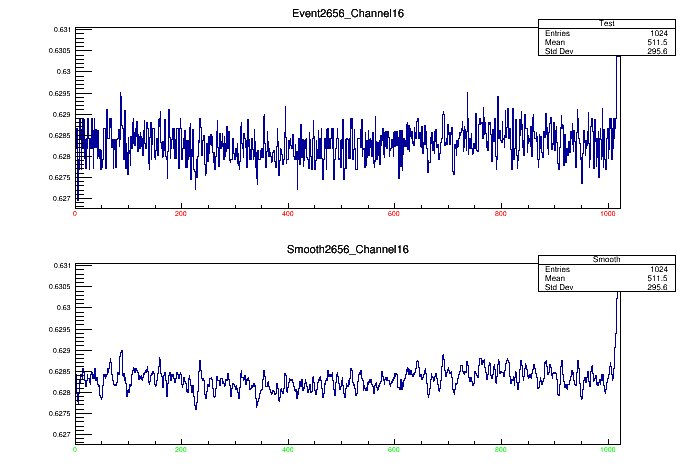 Event2656_Channel16
Test
Entries 1024
Mean 511.5
Std Dev 295.6
0.631
0.6305
0.63
0.6295
0.629
0.6285
0.628
0.6275
0.627
0 200 400 600 800 1000
Smooth2656_Channel16
Smooth
Entries 1024
Mean 511.5
Std Dev 295.6
0.631
0.6305
0.63
0.6295
0.629
0.6285
0.628
0.6275
0.627
0 200 400 600 800 1000